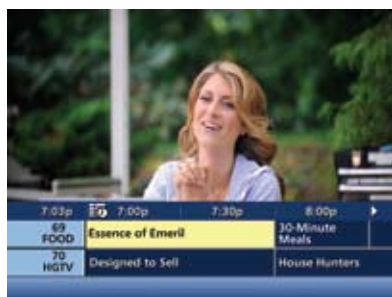 7:03p 7:00p 7:30p 8:00p
69 FOOD Essence of Emeril 30-Minute Meals
70 HGTV Designed to Sell House Hunters